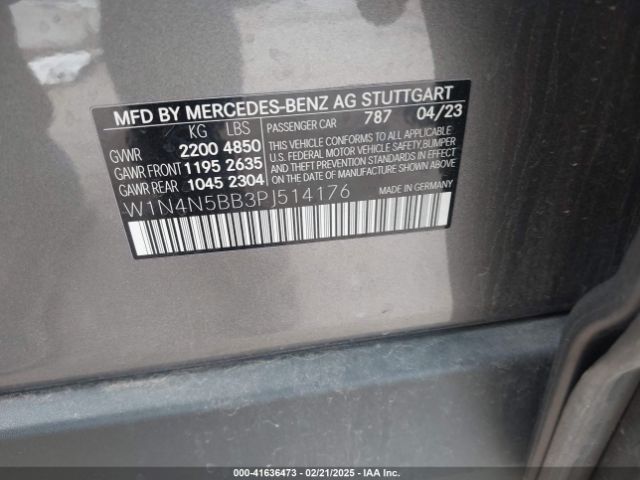 MFD BY MERCEDES-BENZ AG STUTTGART
KG LBS PASSENGER CAR 787 04/23
GVWR 2200 4850
GAWR FRONT 1195 2635
GAWR REAR 1045 2304
THIS VEHICLE CONFORMS TO ALL APPLICABLE
U.S. FEDERAL MOTOR VEHICLE SAFETY, BUMPER
AND THEFT PREVENTION STANDARDS IN EFFECT
ON THE DATE OF MANUFACTURE SHOWN ABOVE
W1N4N5BB3PJ514176 MADE IN GERMANY
000-41636473 - 02/21/2025 - IAA Inc.